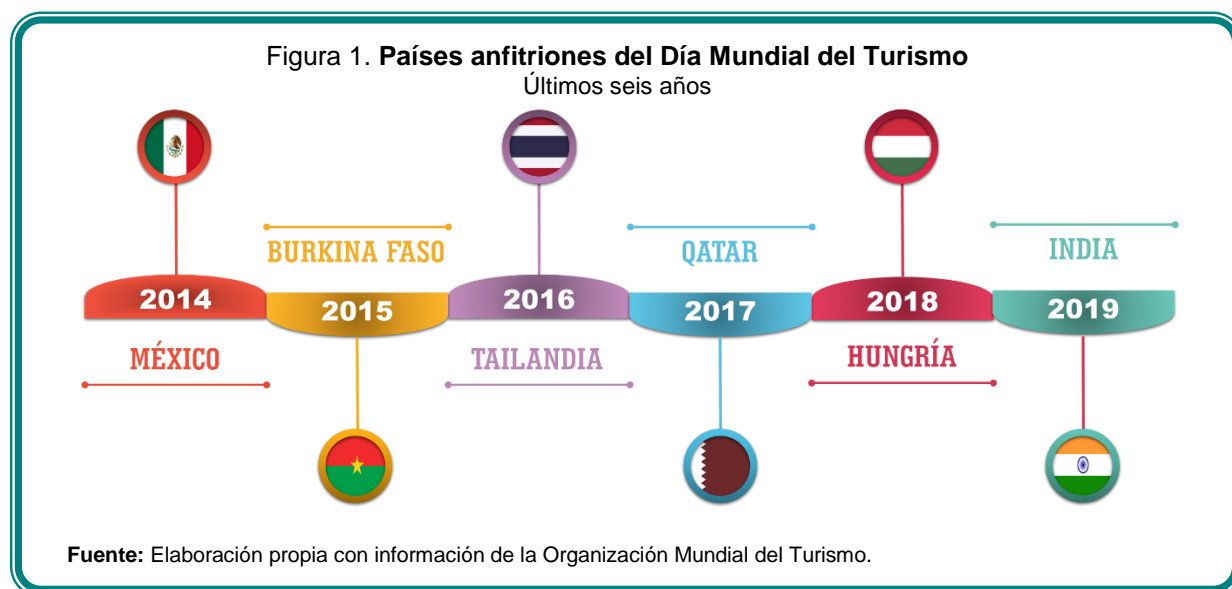 Figura 1. Países anfitriones del Día Mundial del Turismo
Últimos seis años
2014
MÉXICO
BURKINA FASO
2015
2016
TAILANDIA
QATAR
2017
2018
HUNGRÍA
INDIA
2019
Fuente: Elaboración propia con información de la Organización Mundial del Turismo.